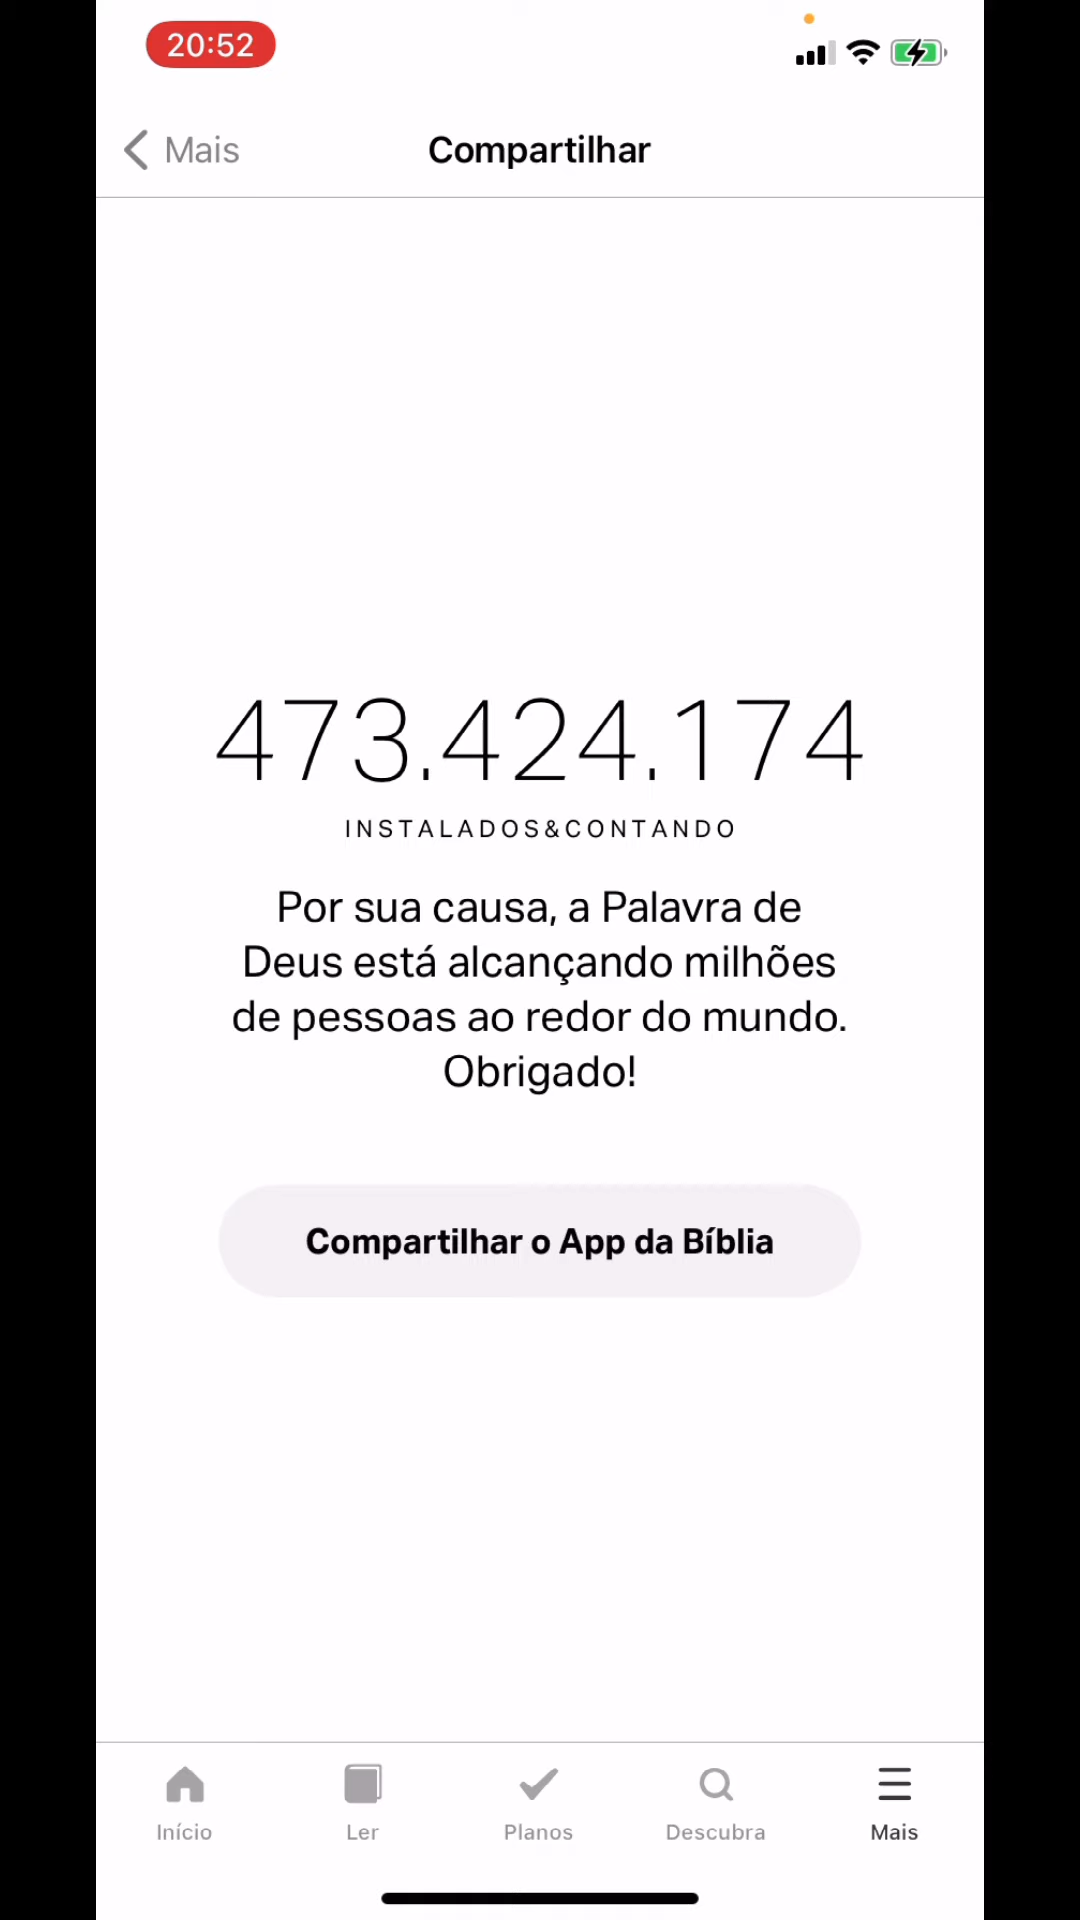 20:52
Mais
Compartilhar
473.424.174
INSTALADOS&CONTANDO
Por sua causa, a Palavra de
Deus está alcançando milhões
de pessoas ao redor do mundo.
Obrigado!
Compartilhar o App da Bíblia
Início
Ler
Planos
Descubra
Mais